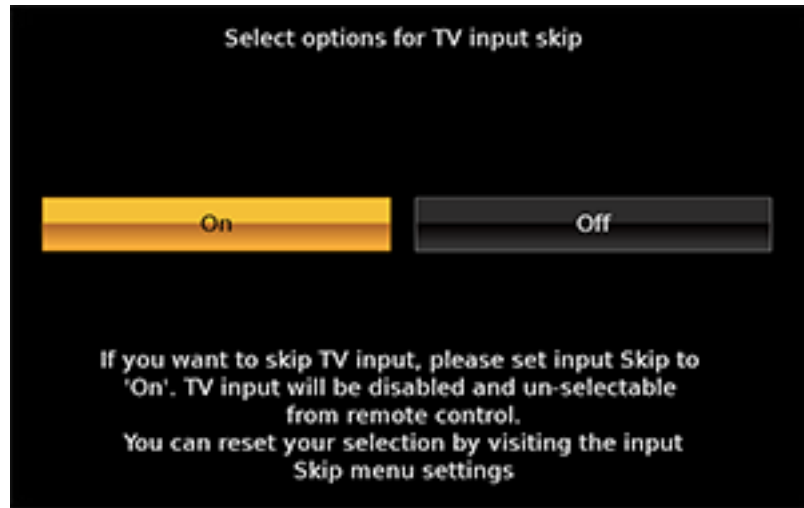 Select options for TV input skip
On
Off
If you want to skip TV input, please set input Skip to
'On'. TV input will be disabled and un-selectable
from remote control.
You can reset your selection by visiting the input
Skip menu settings